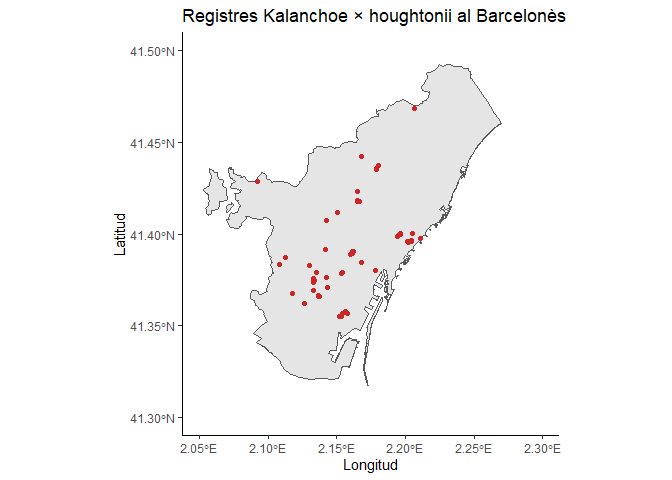 Registres Kalanchoe × houghtonii al Barcelonès
41.50°N
41.45°N
41.40°N
41.35°N
41.30°N
Latitud
2.05°E 2.10°E 2.15°E 2.20°E 2.25°E 2.30°E
Longitud